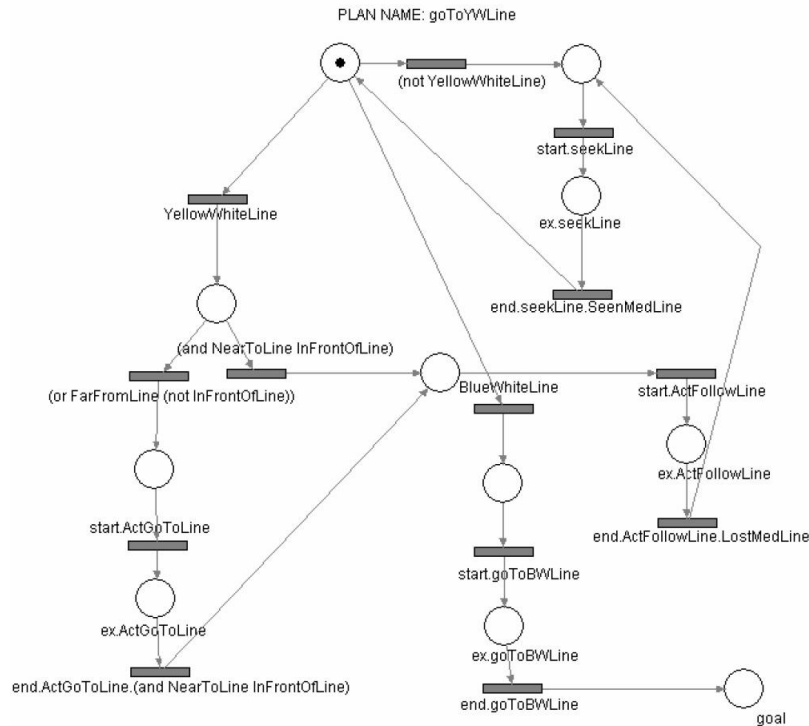 PLAN NAME: goToYWLine
(not YellowWhiteLine)
start.seekLine
YellowWhiteLine
ex.seekLine
end.seekLine.SeenMedLine
(and NearToLine InFrontOfLine)
(or FarFromLine (not InFrontOfLine))
BlueWhiteLine
start.ActFollowLine
ex.ActFollowLine
start.ActGoToLine
end.ActFollowLine.LostMedLine
start.goToBWLine
ex.ActGoToLine
ex.goToBWLine
end.ActGoToLine.(and NearToLine InFrontOfLine)
end.goToBWLine
goal